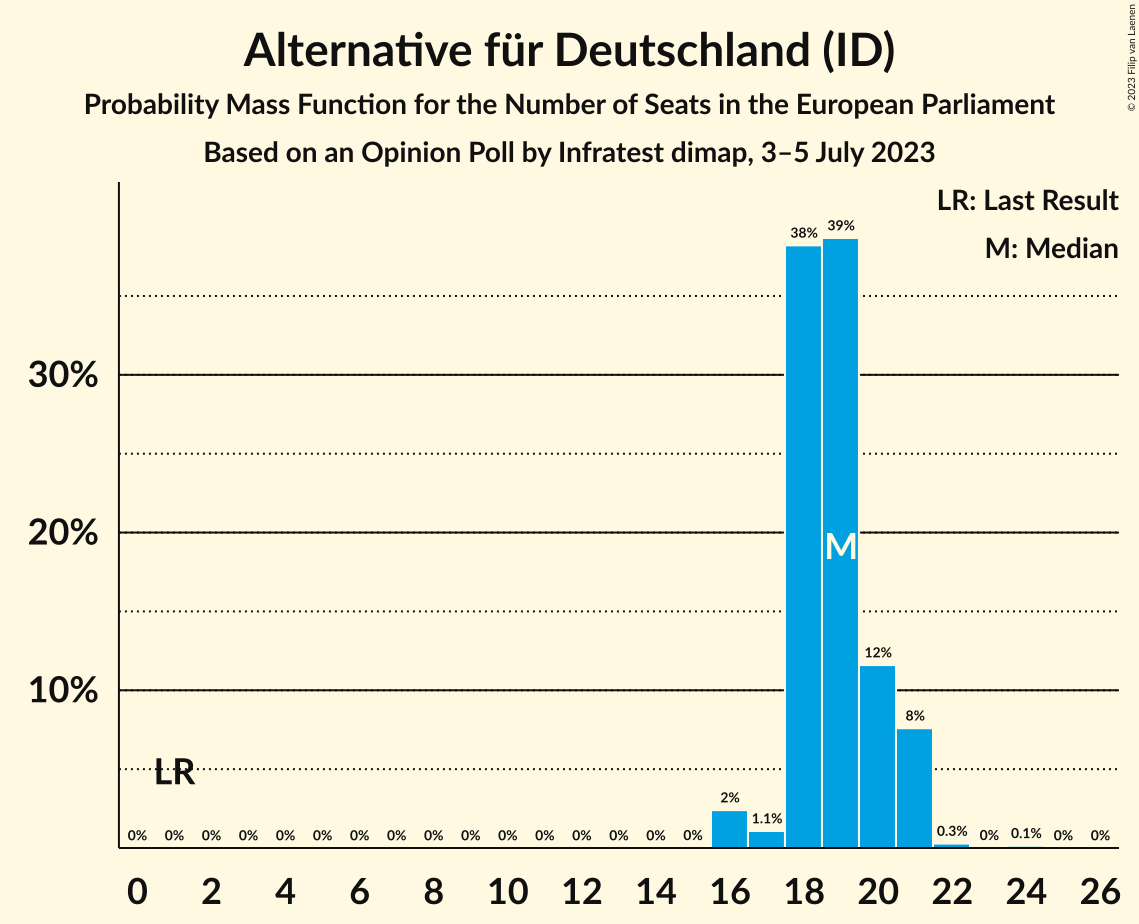 Alternative für Deutschland (ID)
Probability Mass Function for the Number of Seats in the European Parliament
Based on an Opinion Poll by Infratest dimap, 3–5 July 2023
© 2023 Filip van Laenen
LR: Last Result
M: Median
38% 39%
30%
20%
M
12%
10%
8%
LR
0% 0% 0% 0% 0% 0% 0% 0% 0% 0% 0% 0% 0% 0% 0% 0% 2% 1.1% 0.3% 0% 0.1% 0% 0%
0 2 4 6 8 10 12 14 16 18 20 22 24 26